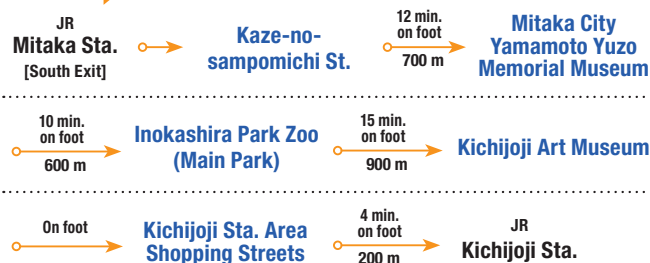 JR
Mitaka Sta.
[South Exit]
Kaze-no-
sampomichi St.
12 min.
on foot
700 m
Mitaka City
Yamamoto Yuzo
Memorial Museum
10 min.
on foot
600 m
Inokashira Park Zoo
(Main Park)
15 min.
on foot
900 m
Kichijoji Art Museum
On foot
Kichijoji Sta. Area
Shopping Streets
4 min.
on foot
200 m
JR
Kichijoji Sta.